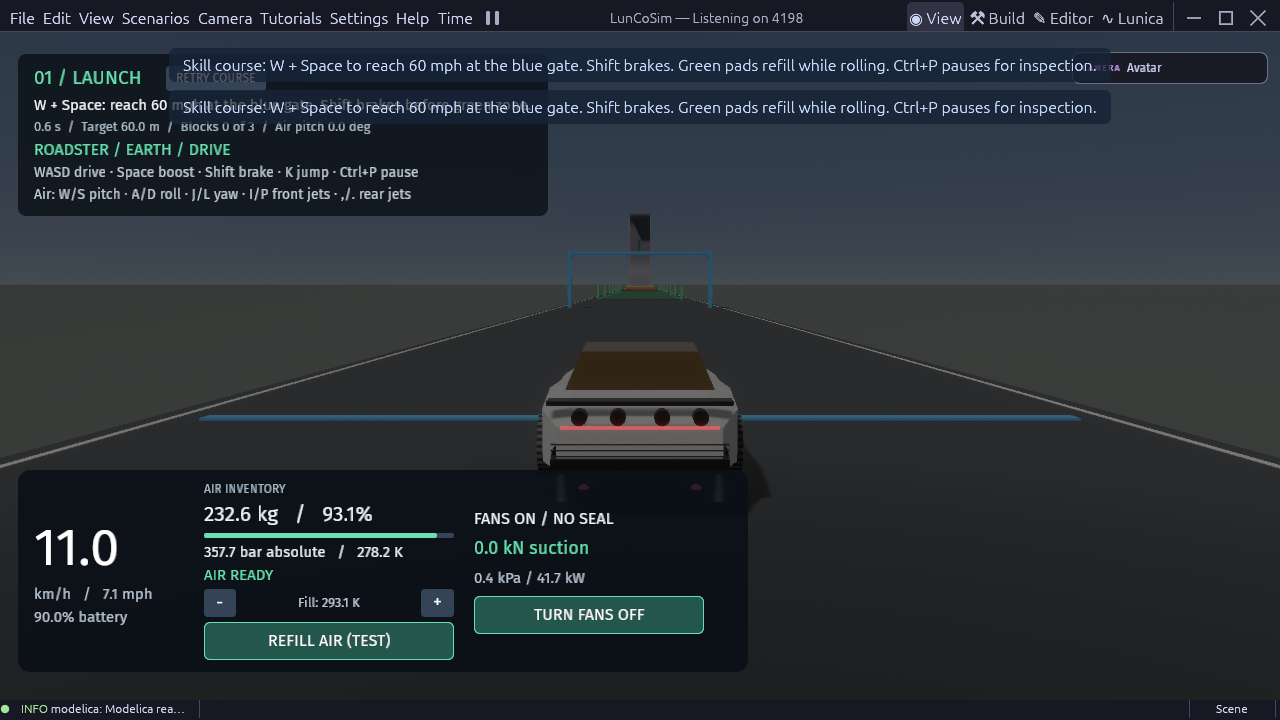 File Edit View Scenarios Camera Tutorials Settings Help Time
LunCoSim — Listening on 4198
View Build Editor Lunica
Skill course: W + Space to reach 60 mph at the blue gate. Shift brakes. Green pads refill while rolling. Ctrl+P pauses for inspection.
01 / LAUNCH RETRY COURSE
Avatar
Skill course: W + Space to reach 60 mph at the blue gate. Shift brakes. Green pads refill while rolling. Ctrl+P pauses for inspection.
W + Space: reach 60
0.6 s / Target 60.0 m / Blocks 0 of 3 / Air pitch 0.0 deg
ROADSTER / EARTH / DRIVE
WASD drive · Space boost · Shift brake · K jump · Ctrl+P pause
Air: W/S pitch · A/D roll · J/L yaw · I/P front jets · ,/. rear jets
11.0
km/h / 7.1 mph
90.0% battery
AIR INVENTORY
232.6 kg / 93.1%
357.7 bar absolute / 278.2 K
AIR READY
- Fill: 293.1 K +
REFILL AIR (TEST)
FANS ON / NO SEAL
0.0 kN suction
0.4 kPa / 41.7 kW
TURN FANS OFF
INFO modelica: Modelica rea…
Scene